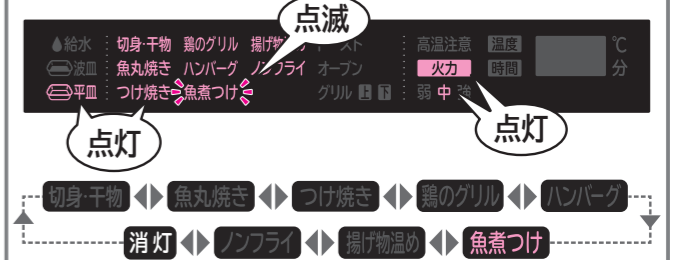 点滅
給水 切身・干物 鶏のグリル 揚げ物 スト 高温注意 温度 ℃
波皿 魚丸焼き ハンバーグ ノンフライ オーブン 火力 時間 分
平皿 つけ焼き 魚煮つけ グリル 上 下 弱 中 強
点灯
点灯
切身・干物 魚丸焼き つけ焼き 鶏のグリル ハンバーグ
消灯 ノンフライ 揚げ物温め 魚煮つけ